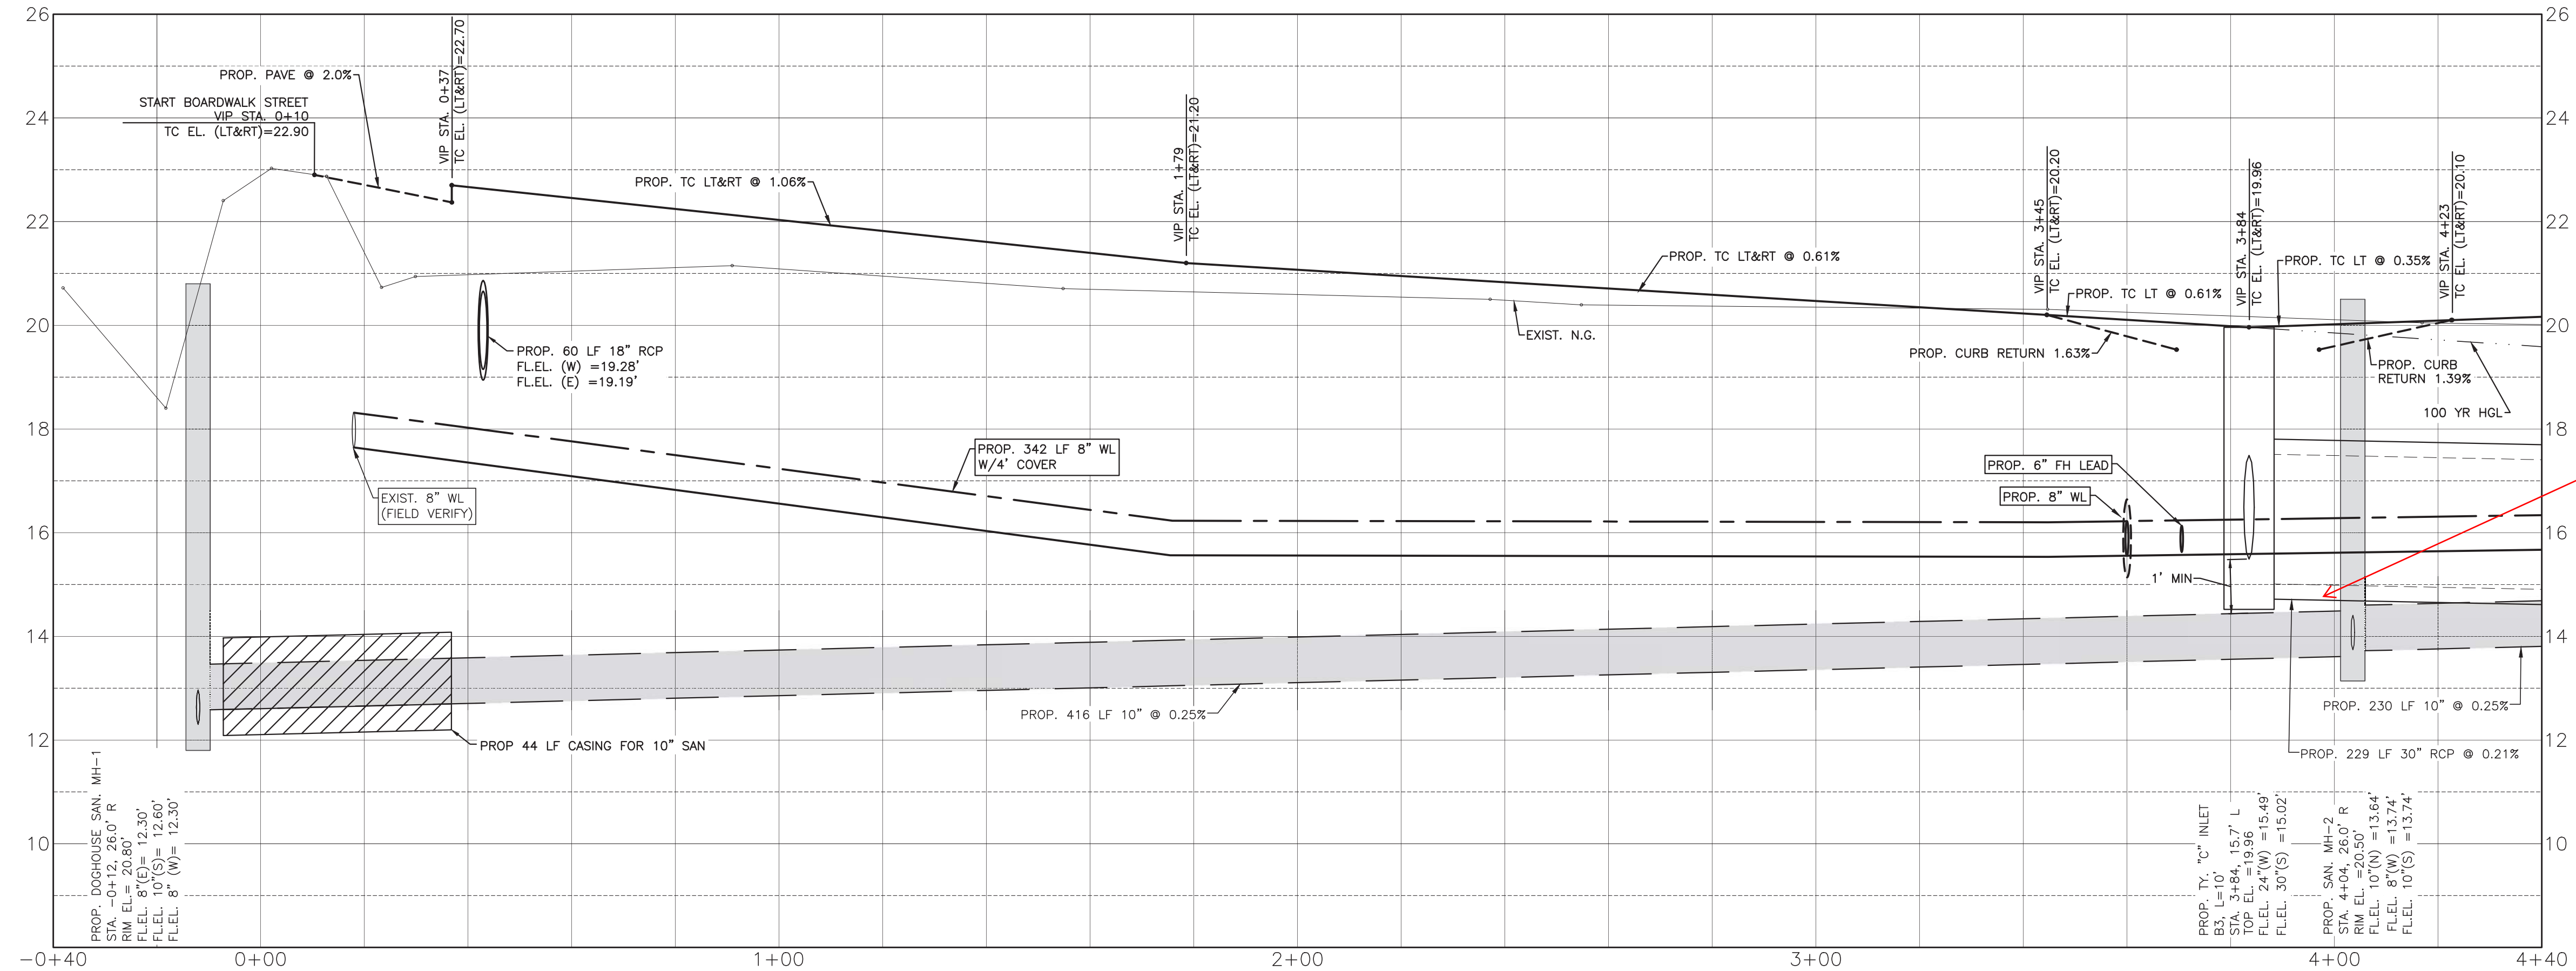 26
24
22
20
18
16
14
12
10
26
24
22
20
18
16
14
12
10
-0+40
0+00
1+00
2+00
3+00
4+00
4+40
PROP. PAVE @ 2.0%
START BOARDWALK STREET
VIP STA. 0+10
TC EL. (LT&RT)=22.90
VIP STA. 0+37
TC EL. (LT&RT)=22.70
PROP. TC LT&RT @ 1.06%
VIP STA. 1+79
TC EL. (LT&RT)=21.20
PROP. TC LT&RT @ 0.61%
VIP STA. 3+45
TC EL. (LT&RT)=20.20
PROP. TC LT @ 0.61%
VIP STA. 3+84
TC EL. (LT&RT)=19.96
PROP. TC LT @ 0.35%
VIP STA. 4+23
TC EL. (LT&RT)=20.10
EXIST. N.G.
PROP. CURB RETURN 1.63%
PROP. CURB
RETURN 1.39%
100 YR HGL
PROP. 60 LF 18" RCP
FL.EL. (W) =19.28'
FL.EL. (E) =19.19'
PROP. 342 LF 8" WL
W/4' COVER
EXIST. 8" WL
(FIELD VERIFY)
PROP. 6" FH LEAD
PROP. 8" WL
1' MIN
PROP. 416 LF 10" @ 0.25%
PROP 44 LF CASING FOR 10" SAN
PROP. 230 LF 10" @ 0.25%
PROP. 229 LF 30" RCP @ 0.21%
PROP. DOGHOUSE SAN. MH-1
STA. -0+12, 26.0' R
RIM EL.= 20.80'
FL.EL. 8"(E)= 12.30'
FL.EL. 10"(S)= 12.60'
FL.EL. 8" (W)= 12.30'
PROP. TY. "C" INLET
B3, L=10'
STA. 3+84, 15.7' L
TOP EL. =19.96
FL.EL. 24"(W) =15.49'
FL.EL. 30"(S) =15.02'
PROP. SAN. MH-2
STA. 4+04, 26.0' R
RIM EL. =20.50'
FL.EL. 10"(N) =13.64'
FL.EL. 8"(W) =13.74'
FL.EL. 10"(S) =13.74'